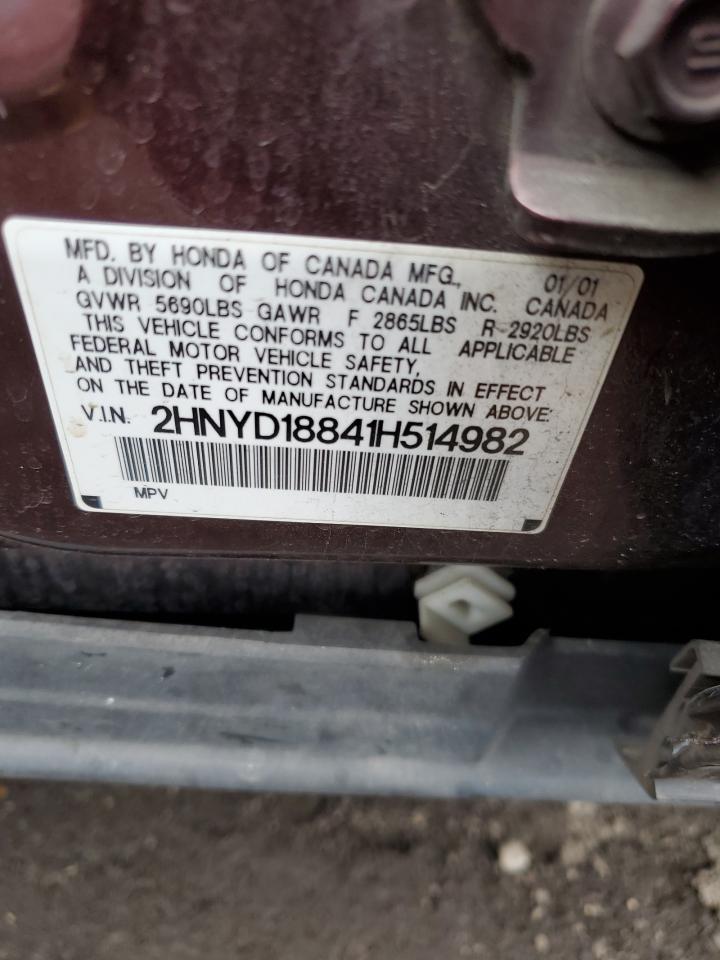 MFD. BY HONDA OF CANADA MFG., 01/01
A DIVISION OF HONDA CANADA INC. CANADA
GVWR 5690LBS GAWR F 2865LBS R 2920LBS
THIS VEHICLE CONFORMS TO ALL APPLICABLE
FEDERAL MOTOR VEHICLE SAFETY,
AND THEFT PREVENTION STANDARDS IN EFFECT
ON THE DATE OF MANUFACTURE SHOWN ABOVE.
V.I.N. 2HNYD18841H514982
MPV